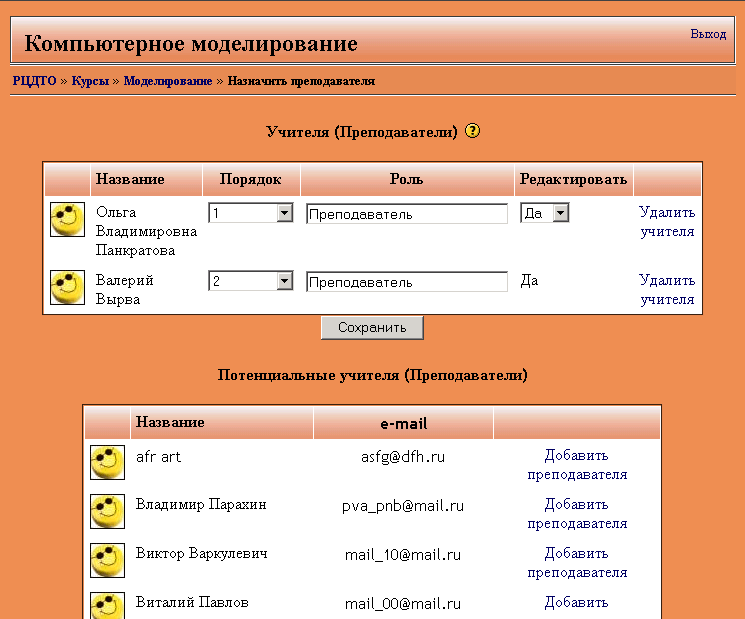 Компьютерное моделирование
Выход
РЦДТО » Курсы » Моделирование » Назначить преподавателя
Учителя (Преподаватели) ?
Название Порядок Роль Редактировать
Ольга 1 Преподаватель Да Удалить
Владимировна учителя
Панкратова
Валерий 2 Преподаватель Да Удалить
Вырва учителя
Сохранить
Потенциальные учителя (Преподаватели)
Название e-mail
afr art asfg@dfh.ru Добавить
преподавателя
Владимир Парахин pva_pnb@mail.ru Добавить
преподавателя
Виктор Варкулевич mail_10@mail.ru Добавить
преподавателя
Виталий Павлов mail_00@mail.ru Добавить